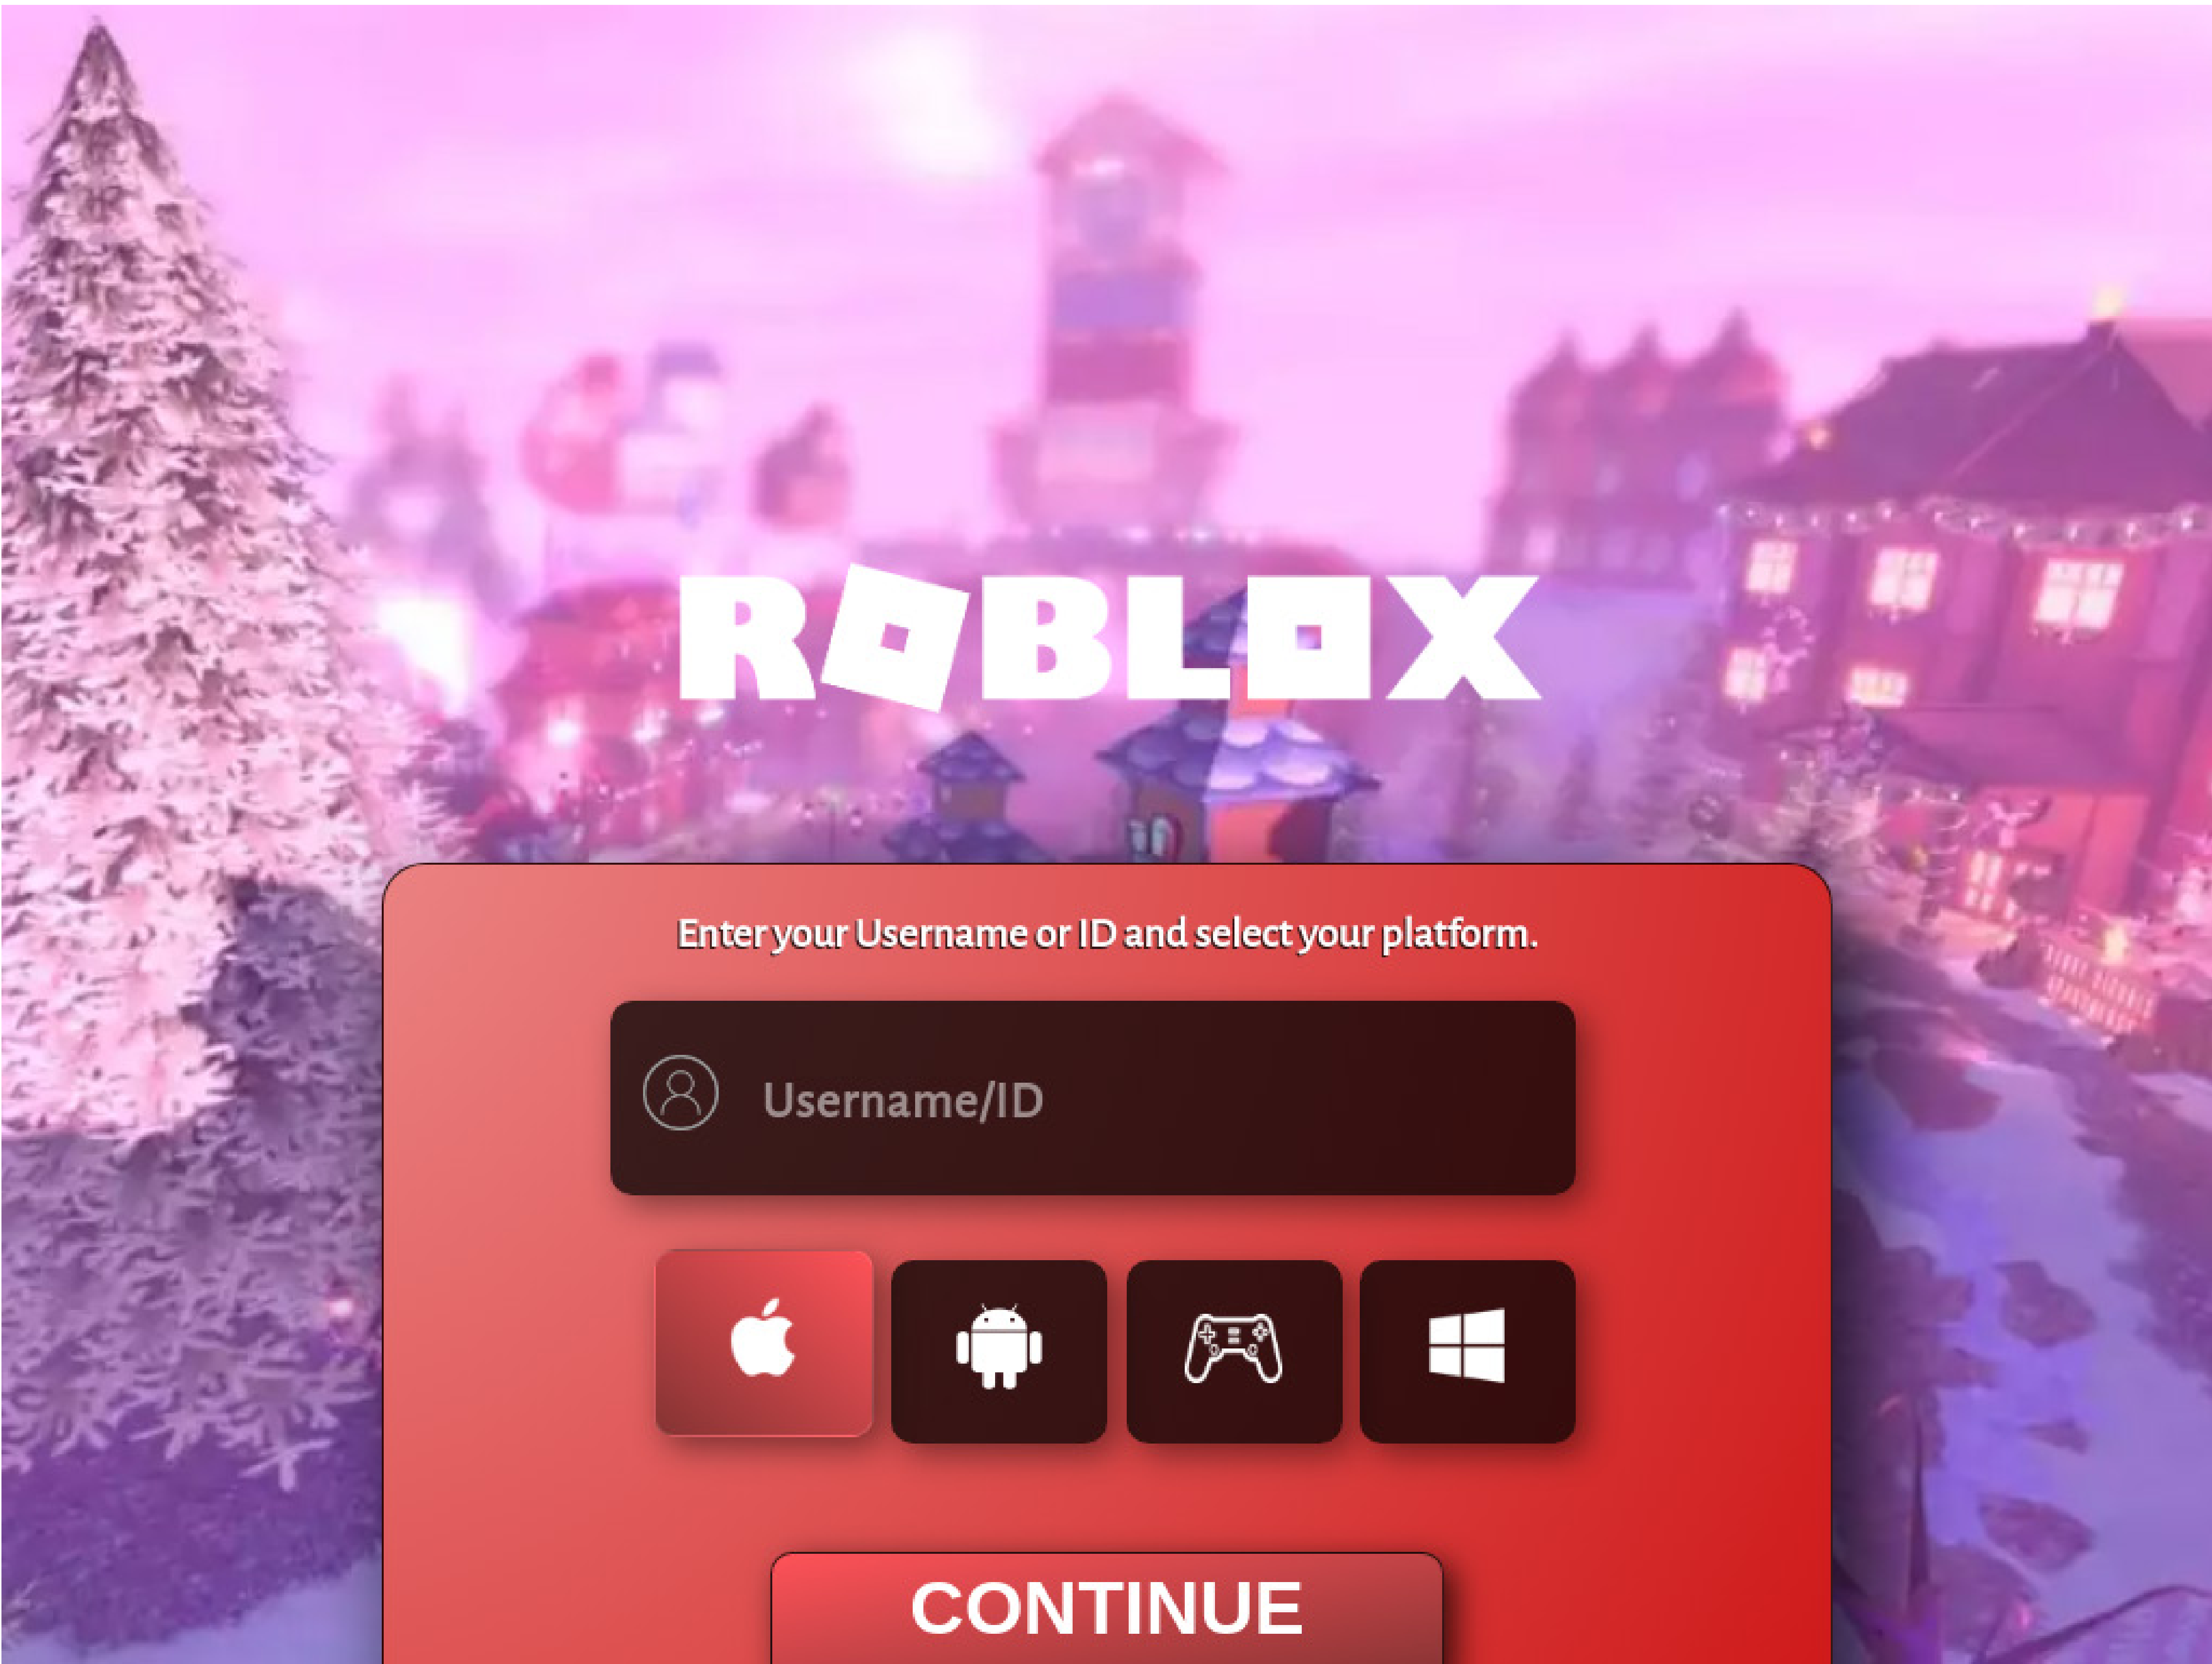 ROBLOX
Enter your Username or ID and select your platform.
Username/ID
CONTINUE